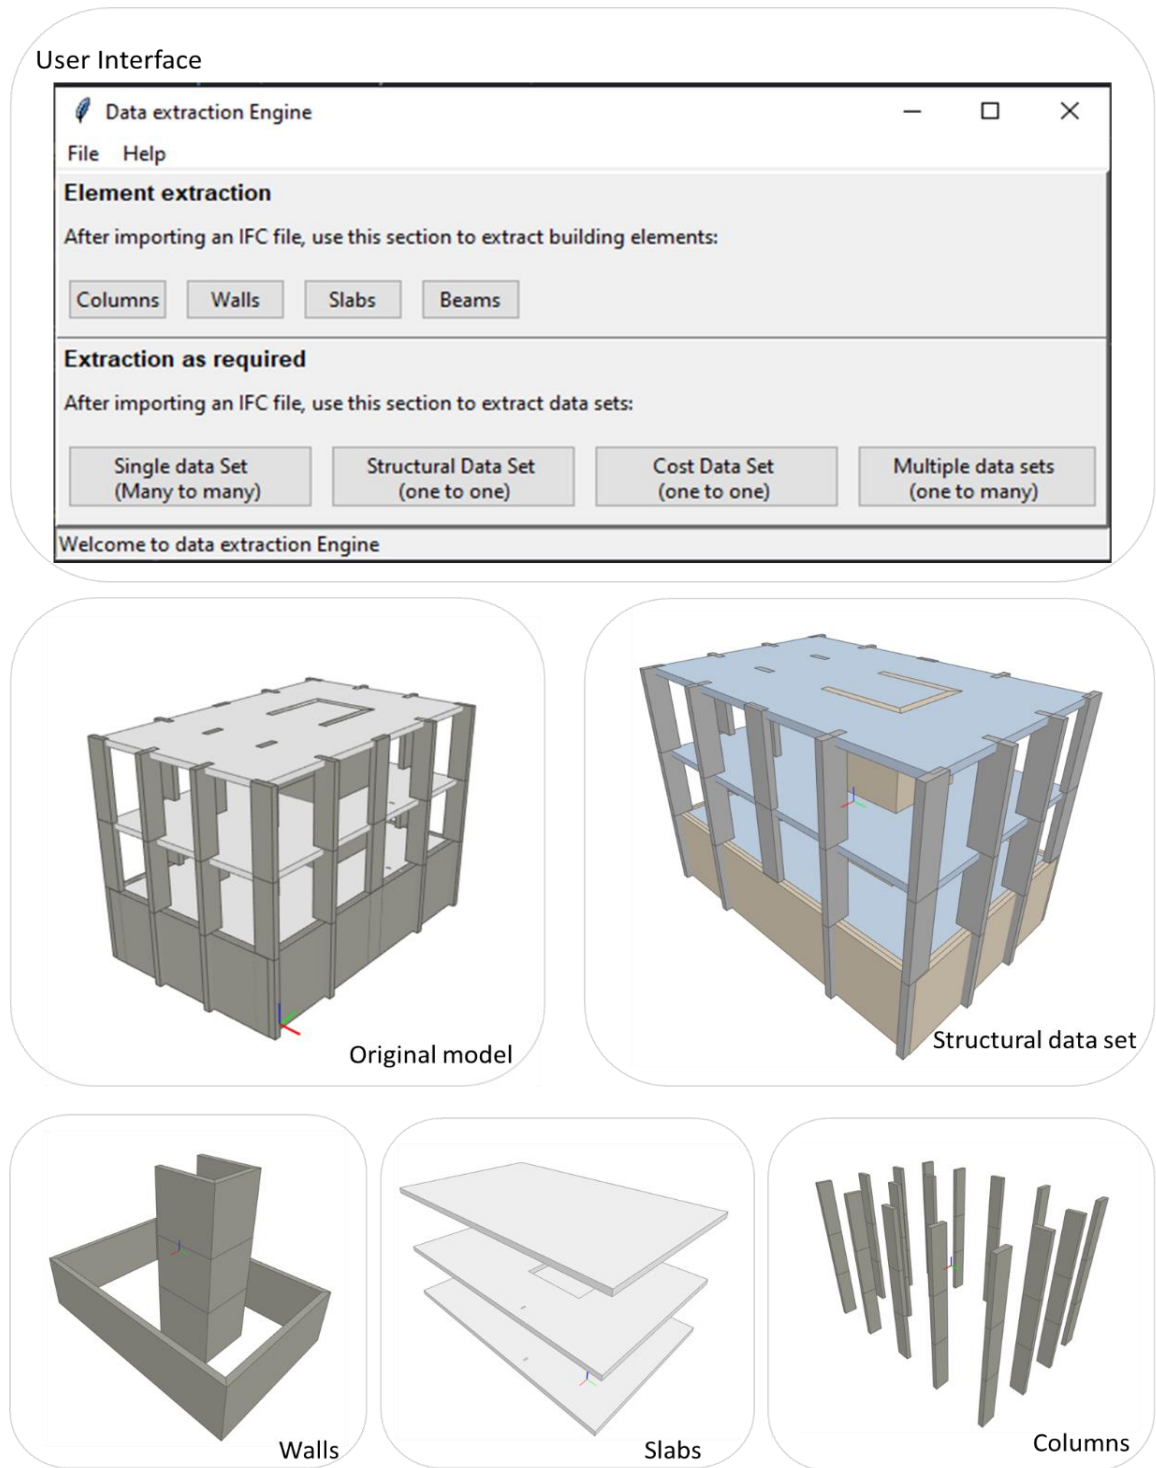 User Interface
Data extraction Engine
File Help
Element extraction
After importing an IFC file, use this section to extract building elements:
Columns Walls Slabs Beams
Extraction as required
After importing an IFC file, use this section to extract data sets:
Single data Set Structural Data Set Cost Data Set Multiple data sets
(Many to many) (one to one) (one to one) (one to many)
Welcome to data extraction Engine
Original model
Structural data set
Walls
Slabs
Columns